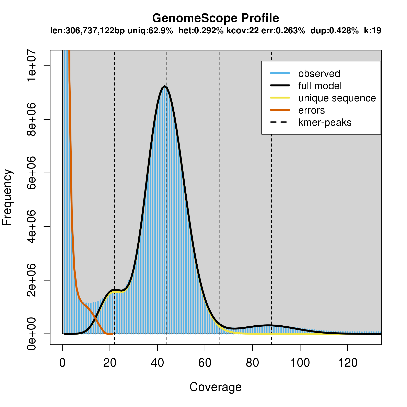 GenomeScope Profile
len:306,737,122bp uniq:62.9% het:0.292% kcov:22 err:0.263% dup:0.428% k:19
observed
full model
unique sequence
errors
kmer-peaks
Frequency
1e+07
8e+06
6e+06
4e+06
2e+06
0e+00
0 20 40 60 80 100 120
Coverage